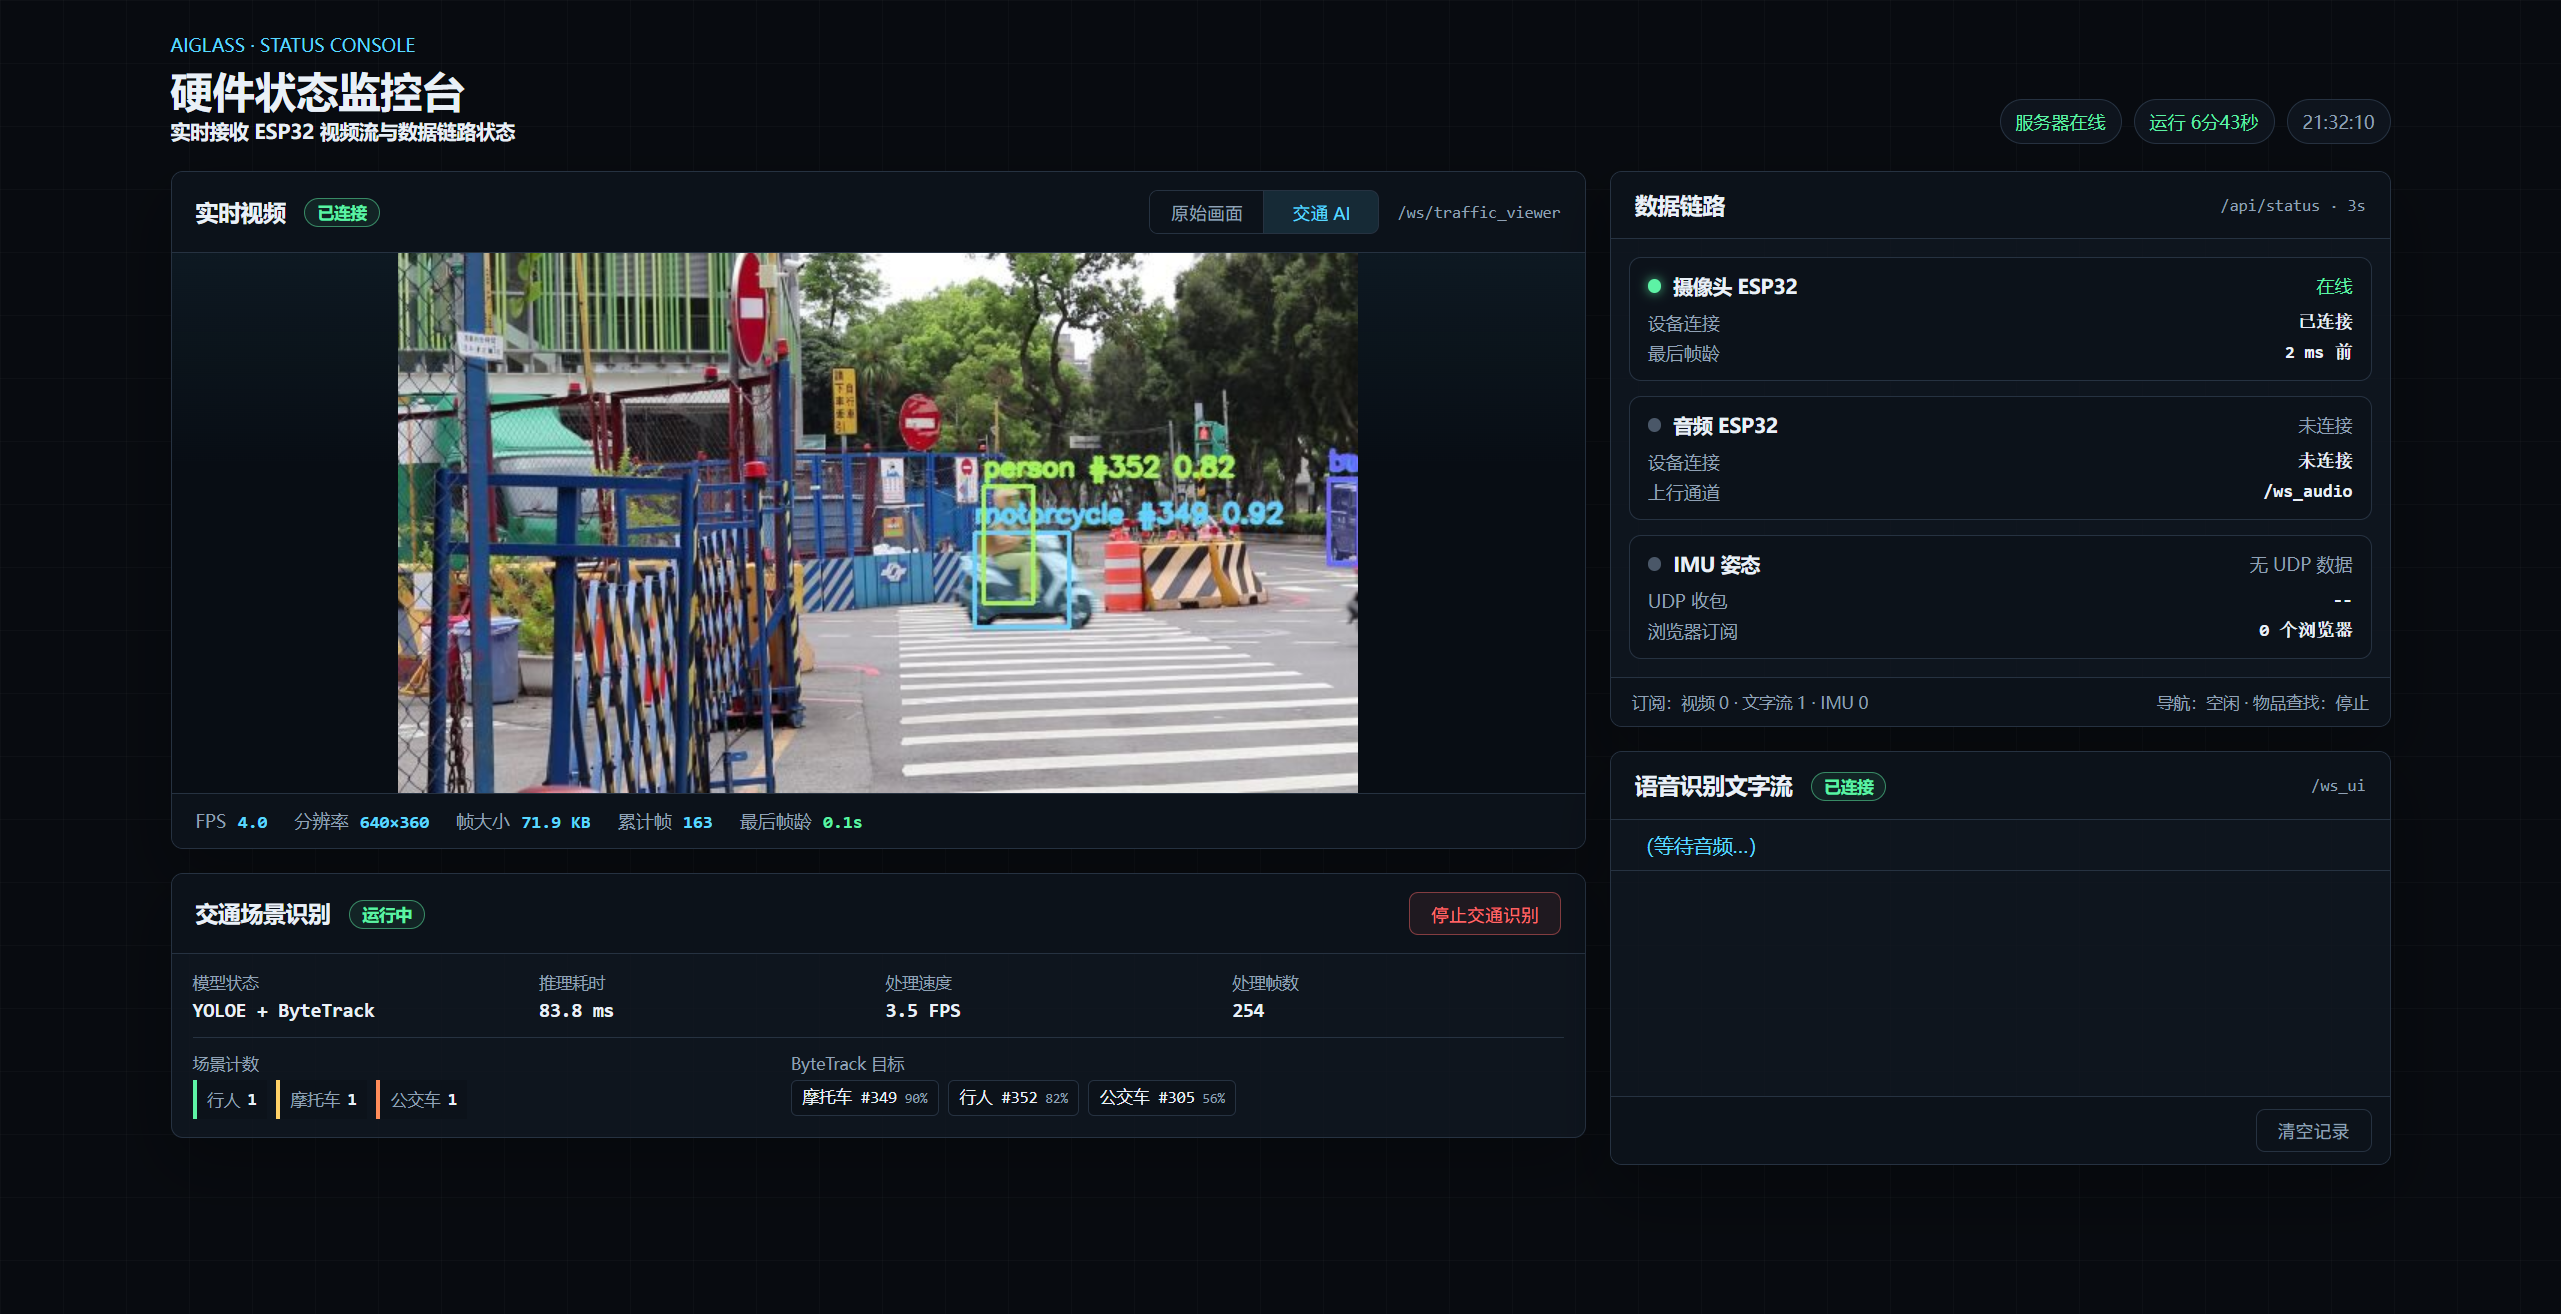 AIGLASS · STATUS CONSOLE
硬件状态监控台
实时接收 ESP32 视频流与数据链路状态
服务器在线
运行 6分43秒
21:32:10
实时视频 已连接
原始画面 交通 AI /ws/traffic_viewer
請下車牽引
自行車
person #352 0.82
motorcycle #349 0.92
bu
FPS 4.0 分辨率 640×360 帧大小 71.9 KB 累计帧 163 最后帧龄 0.1s
交通场景识别 运行中
停止交通识别
模型状态 推理耗时 处理速度 处理帧数
YOLOE + ByteTrack 83.8 ms 3.5 FPS 254
场景计数
行人 1 摩托车 1 公交车 1
ByteTrack 目标
摩托车 #349 90% 行人 #352 82% 公交车 #305 56%
数据链路 /api/status · 3s
摄像头 ESP32 在线
设备连接 已连接
最后帧龄 2 ms 前
音频 ESP32 未连接
设备连接 未连接
上行通道 /ws_audio
IMU 姿态 无 UDP 数据
UDP 收包 --
浏览器订阅 0 个浏览器
订阅：视频 0 · 文字流 1 · IMU 0 导航：空闲 · 物品查找：停止
语音识别文字流 已连接 /ws_ui
(等待音频…)
清空记录